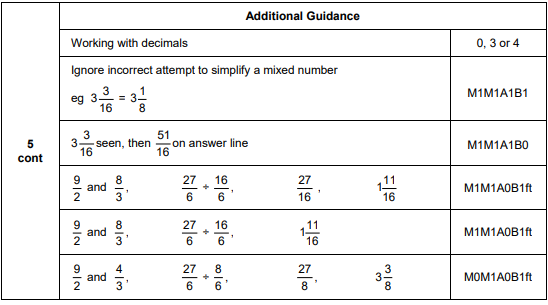 Additional Guidance
Working with decimals 0, 3 or 4
Ignore incorrect attempt to simplify a mixed number
eg 3 3/16 = 3 1/8 M1M1A1B1
5 cont
3 3/16 seen, then 51/16 on answer line M1M1A1B0
9/2 and 8/3, 27/6 ÷ 16/6, 27/16, 1 11/16 M1M1A0B1ft
9/2 and 8/3, 27/6 ÷ 16/6, 1 11/16 M1M1A0B1ft
9/2 and 4/3, 27/6 ÷ 8/6, 27/8, 3 3/8 M0M1A0B1ft